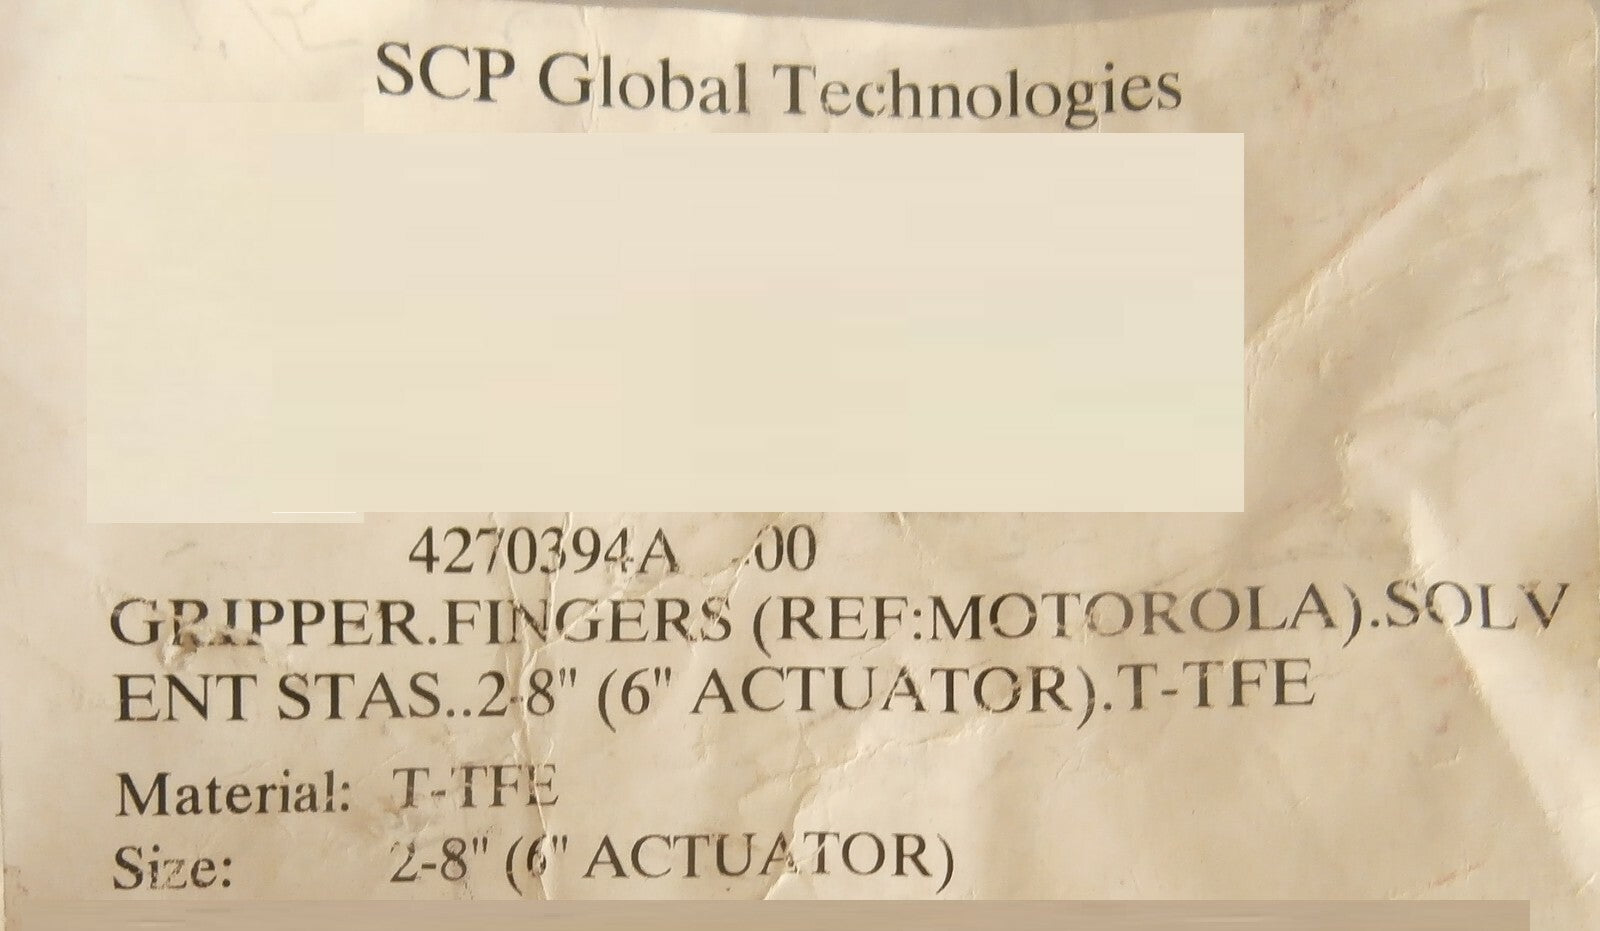 SCP Global Technologies
4270394A -00
GRIPPER.FINGERS (REF:MOTOROLA).SOLV
ENT STAS..2-8" (6" ACTUATOR).T-TFE
Material: T-TFE
Size: 2-8" (6" ACTUATOR)